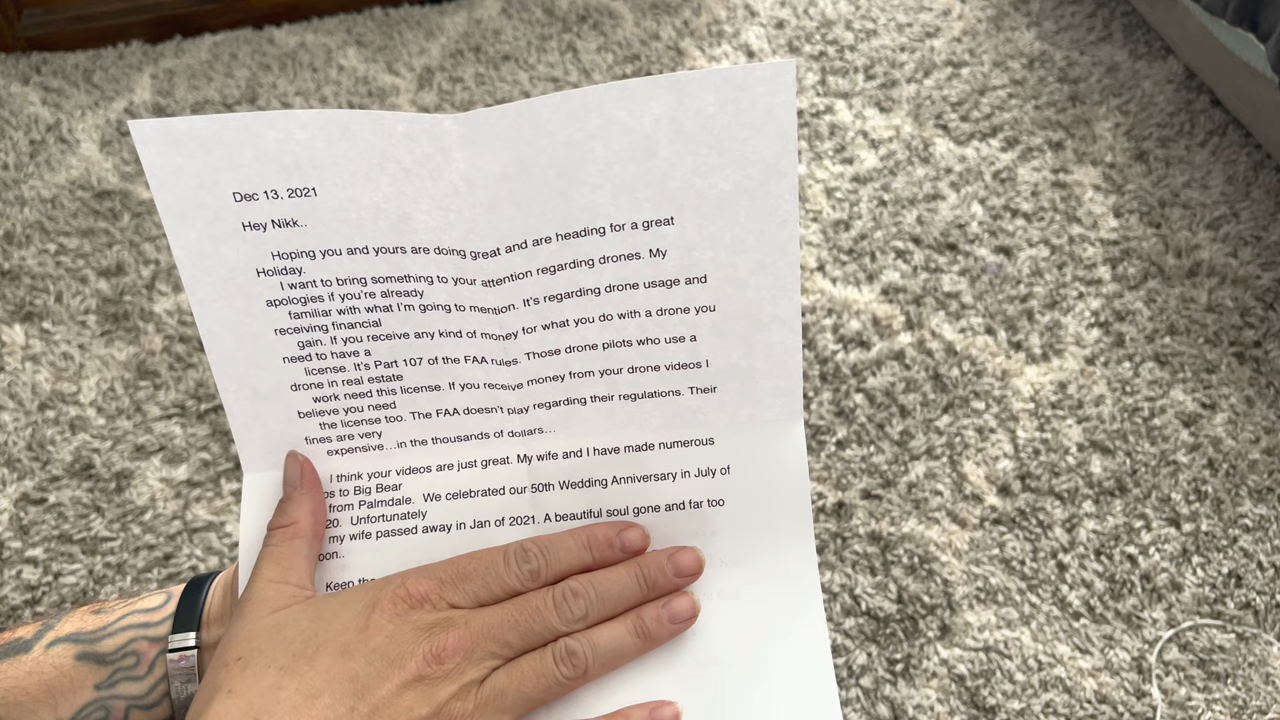 Dec 13, 2021
Hey Nikk..
Hoping you and yours are doing great and are heading for a great
Holiday.
I want to bring something to your attention regarding drones. My
apologies if you're already
familiar with what I'm going to mention. It's regarding drone usage and
receiving financial
gain. If you receive any kind of money for what you do with a drone you
need to have a
license. It's Part 107 of the FAA rules. Those drone pilots who use a
drone in real estate
work need this license. If you receive money from your drone videos I
believe you need
the license too. The FAA doesn't play regarding their regulations. Their
fines are very
expensive...in the thousands of dollars...
I think your videos are just great. My wife and I have made numerous
os to Big Bear
from Palmdale. We celebrated our 50th Wedding Anniversary in July of
20. Unfortunately
my wife passed away in Jan of 2021. A beautiful soul gone and far too
oon..
Keep the